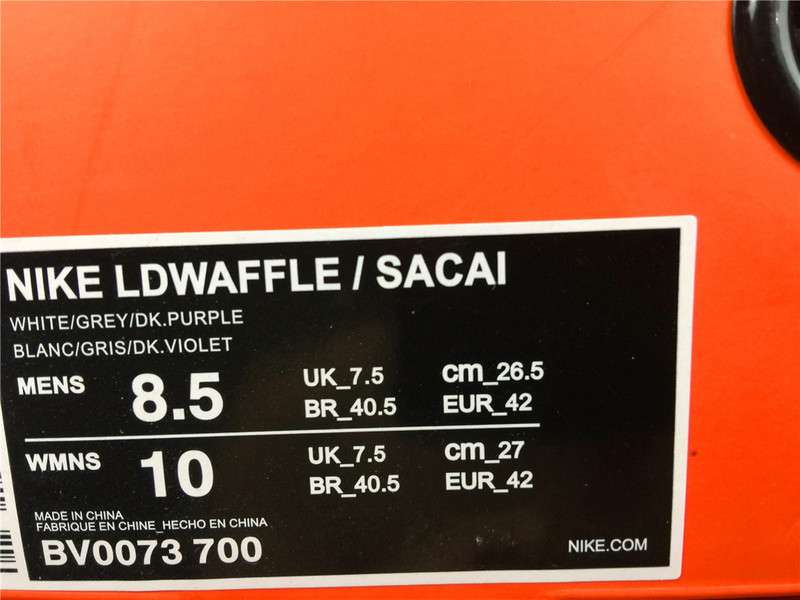 NIKE LDWAFFLE / SACAI
WHITE/GREY/DK.PURPLE
BLANC/GRIS/DK.VIOLET
MENS 8.5 UK_7.5 cm_26.5
BR_40.5 EUR_42
WMNS 10 UK_7.5 cm_27
BR_40.5 EUR_42
MADE IN CHINA
FABRIQUE EN CHINE_HECHO EN CHINA
BV0073 700
NIKE.COM